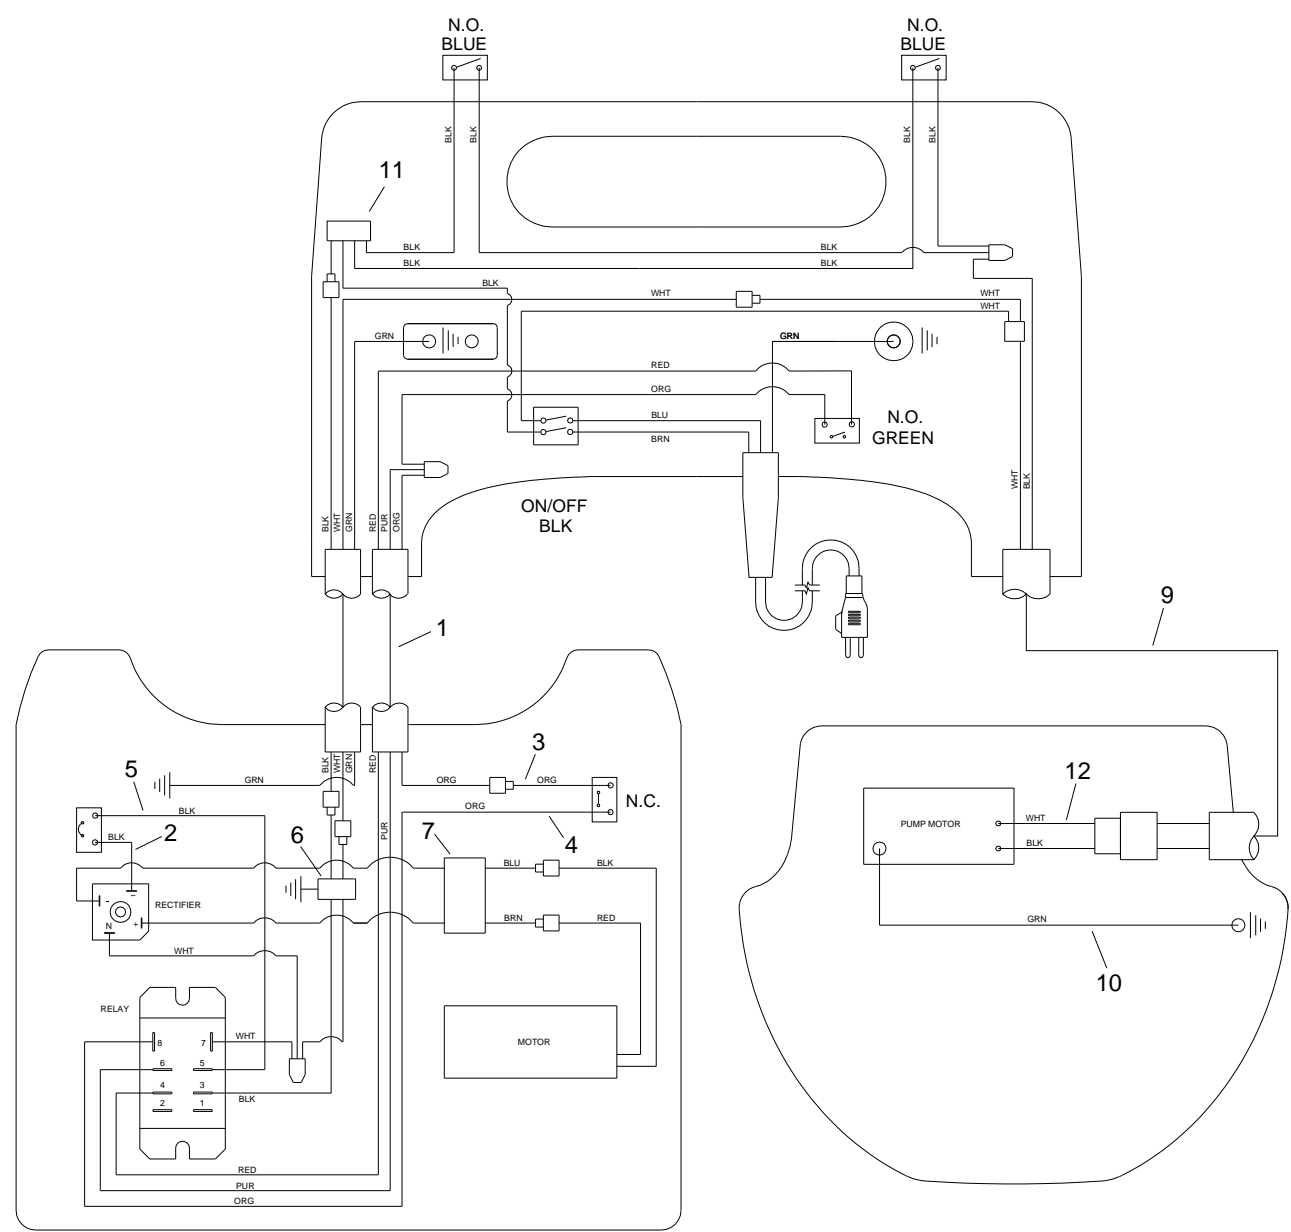 N.O.
BLUE
N.O.
BLUE
BLK
BLK
BLK
BLK
11
BLK
BLK
BLK
BLK
BLK
WHT
WHT
WHT
GRN
GRN
RED
ORG
BLU
BRN
N.O.
GREEN
ON/OFF
BLK
BLK
WHT
GRN
RED
PUR
ORG
WHT
BLK
1
9
BLK
WHT
GRN
RED
3
5
GRN
ORG
ORG
N.C.
BLK
ORG
12
BLK
2
6
7
PUR
4
PUMP MOTOR
WHT
BLK
BLU
BLK
RECTIFIER
-
~
N
+
BRN
RED
GRN
WHT
10
RELAY
8
7
WHT
MOTOR
6
5
4
3
BLK
2
1
RED
PUR
ORG